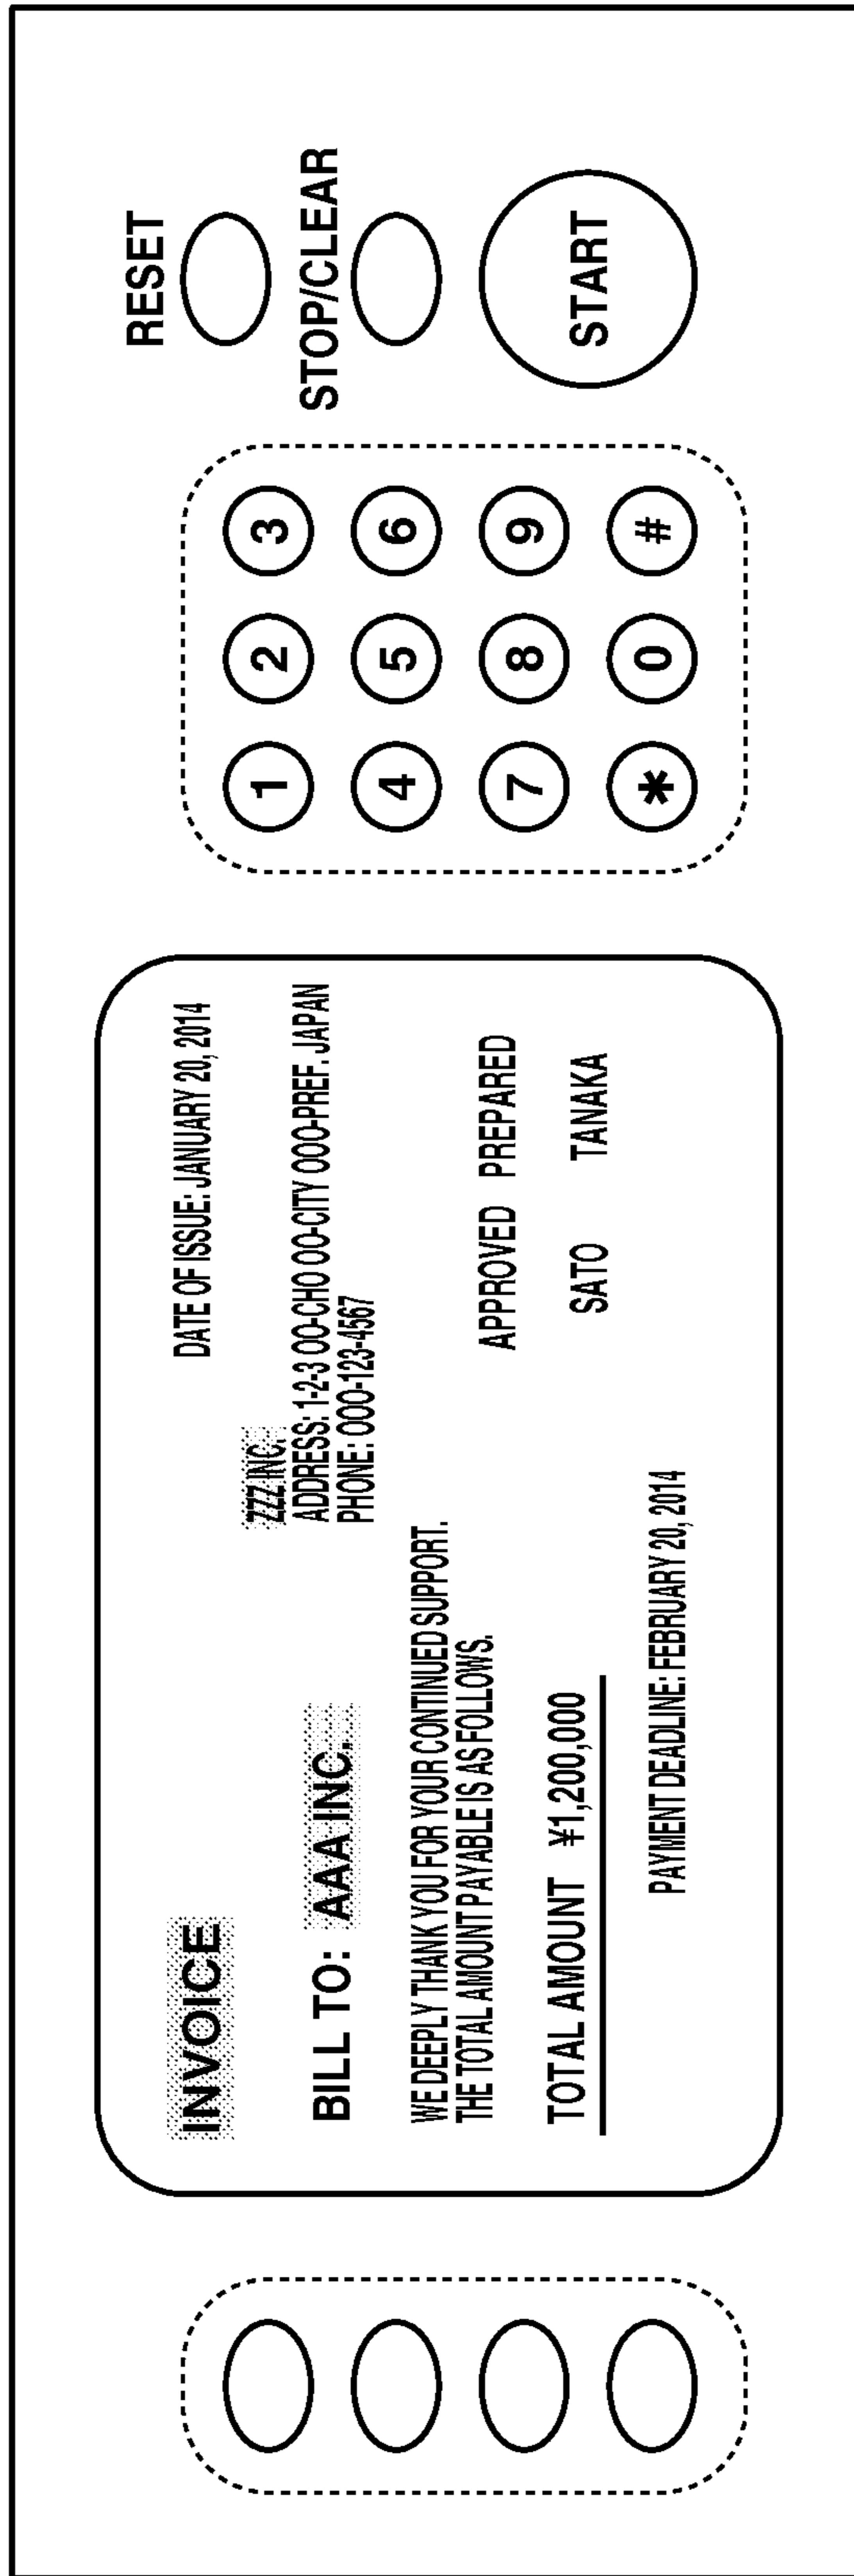 INVOICE
DATE OF ISSUE: JANUARY 20, 2014
ZZZ INC.
ADDRESS: 1-2-3 OO-CHO OO-CITY OOO-PREF. JAPAN
PHONE: OOO-123-4567
BILL TO: AAA INC.
WE DEEPLY THANK YOU FOR YOUR CONTINUED SUPPORT.
THE TOTAL AMOUNT PAYABLE IS AS FOLLOWS.
APPROVED PREPARED
SATO TANAKA
TOTAL AMOUNT ¥1,200,000
PAYMENT DEADLINE: FEBRUARY 20, 2014
1 2 3
4 5 6
7 8 9
* 0 #
RESET
STOP/CLEAR
START